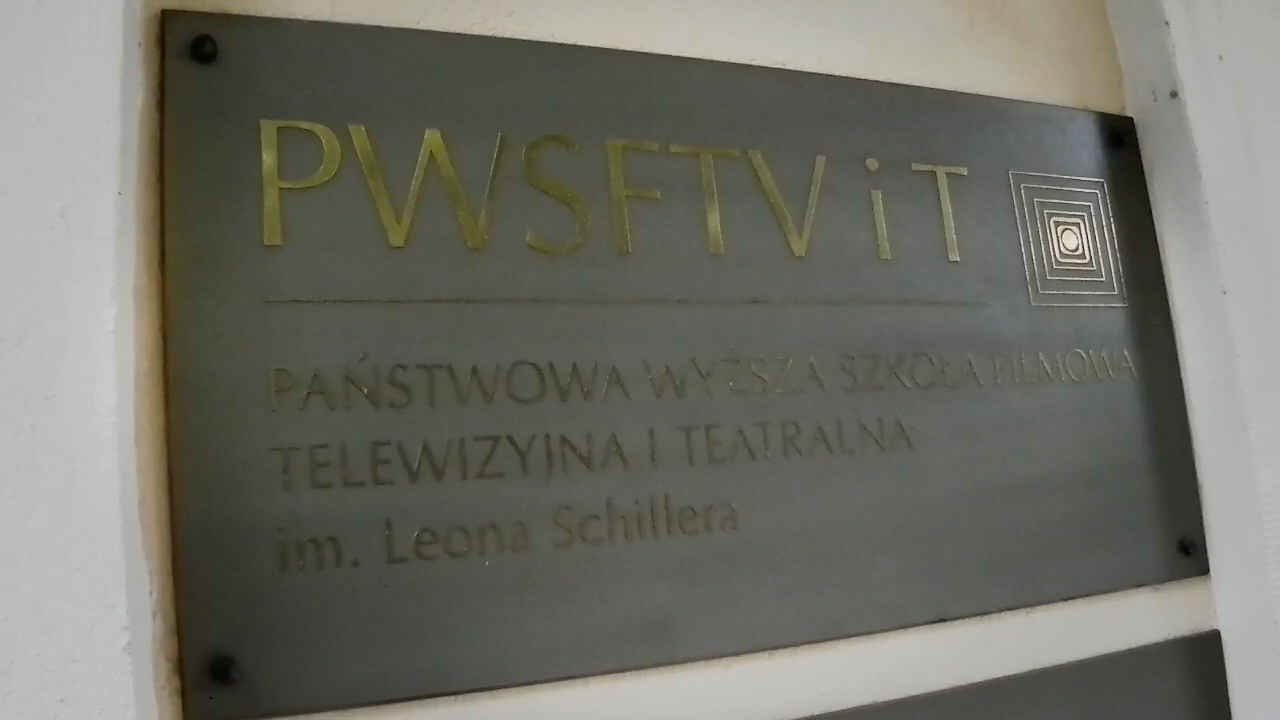 PWSFTViT
PAŃSTWOWA WYŻSZA SZKOŁA FILMOWA
TELEWIZYJNA I TEATRALNA
im. Leona Schillera